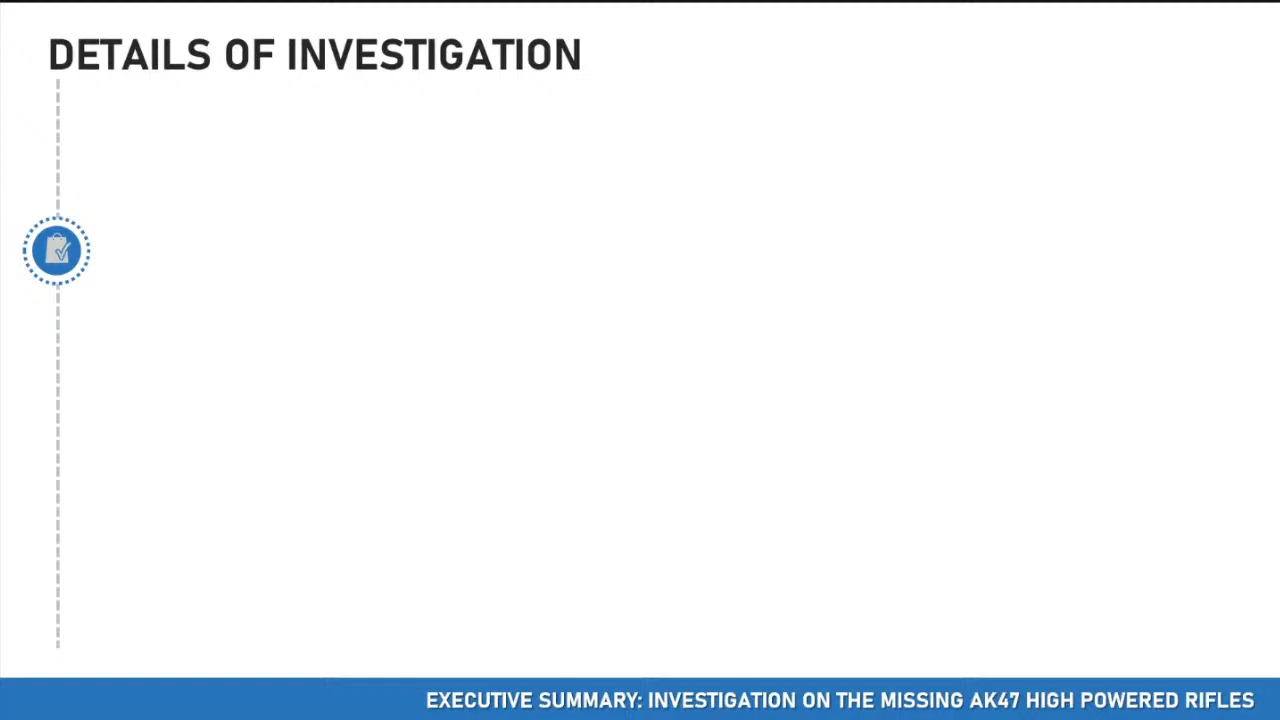 DETAILS OF INVESTIGATION
EXECUTIVE SUMMARY: INVESTIGATION ON THE MISSING AK47 HIGH POWERED RIFLES